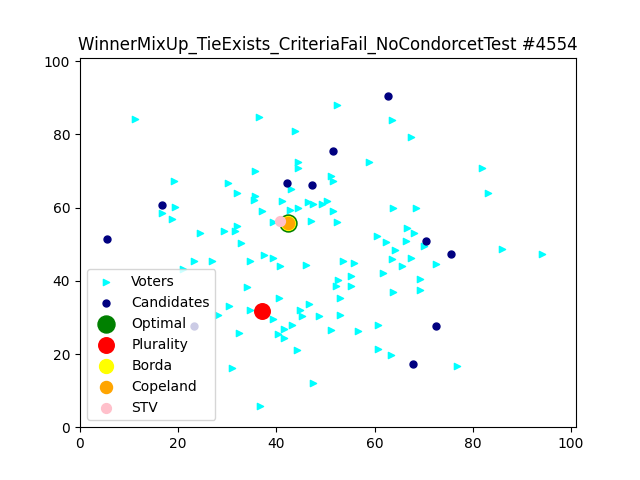 WinnerMixUp_TieExists_CriteriaFail_NoCondorcetTest #4554
100
80
60
40
20
0
Voters
Candidates
Optimal
Plurality
Borda
Copeland
STV
0 20 40 60 80 100